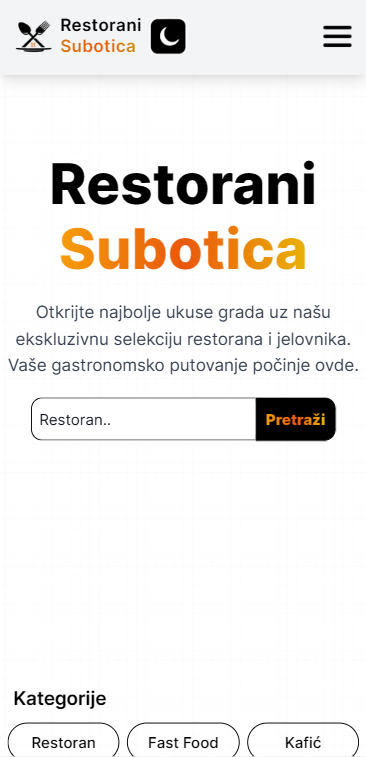 Restorani
Subotica
Restorani
Subotica
Otkrijte najbolje ukuse grada uz našu
ekskluzivnu selekciju restorana i jelovnika.
Vaše gastronomsko putovanje počinje ovde.
Restoran..
Pretraži
Kategorije
Restoran
Fast Food
Kafić